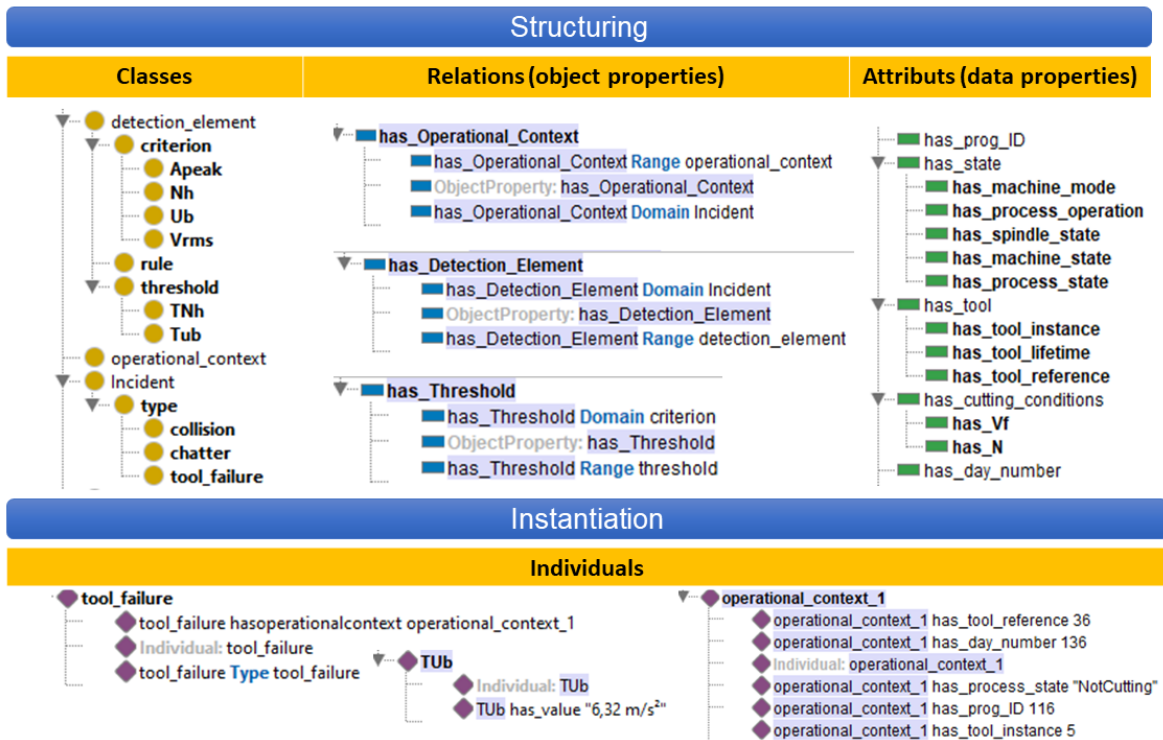 Structuring
Classes
Relations (object properties)
Attributs (data properties)
detection_element
criterion
Apeak
Nh
Ub
Vrms
rule
threshold
TNh
Tub
operational_context
Incident
type
collision
chatter
tool_failure
has_Operational_Context
has_Operational_Context Range operational_context
ObjectProperty: has_Operational_Context
has_Operational_Context Domain Incident
has_Detection_Element
has_Detection_Element Domain Incident
ObjectProperty: has_Detection_Element
has_Detection_Element Range detection_element
has_Threshold
has_Threshold Domain criterion
ObjectProperty: has_Threshold
has_Threshold Range threshold
has_prog_ID
has_state
has_machine_mode
has_process_operation
has_spindle_state
has_machine_state
has_process_state
has_tool
has_tool_instance
has_tool_lifetime
has_tool_reference
has_cutting_conditions
has_Vf
has_N
has_day_number
Instantiation
Individuals
tool_failure
tool_failure hasoperationalcontext operational_context_1
Individual: tool_failure
tool_failure Type tool_failure
TUb
Individual: TUb
TUb has_value "6,32 m/s²"
operational_context_1
operational_context_1 has_tool_reference 36
operational_context_1 has_day_number 136
Individual: operational_context_1
operational_context_1 has_process_state "NotCutting"
operational_context_1 has_prog_ID 116
operational_context_1 has_tool_instance 5